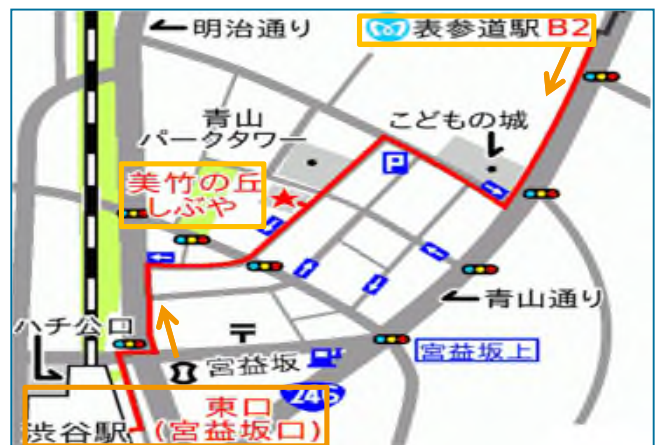 明治通り
表参道駅 B2
青山
パークタワー
こどもの城
P
美竹の丘
しぶや
青山通り
ハチ公口
宮益坂
宮益坂上
246
東口
渋谷駅
(宮益坂口)